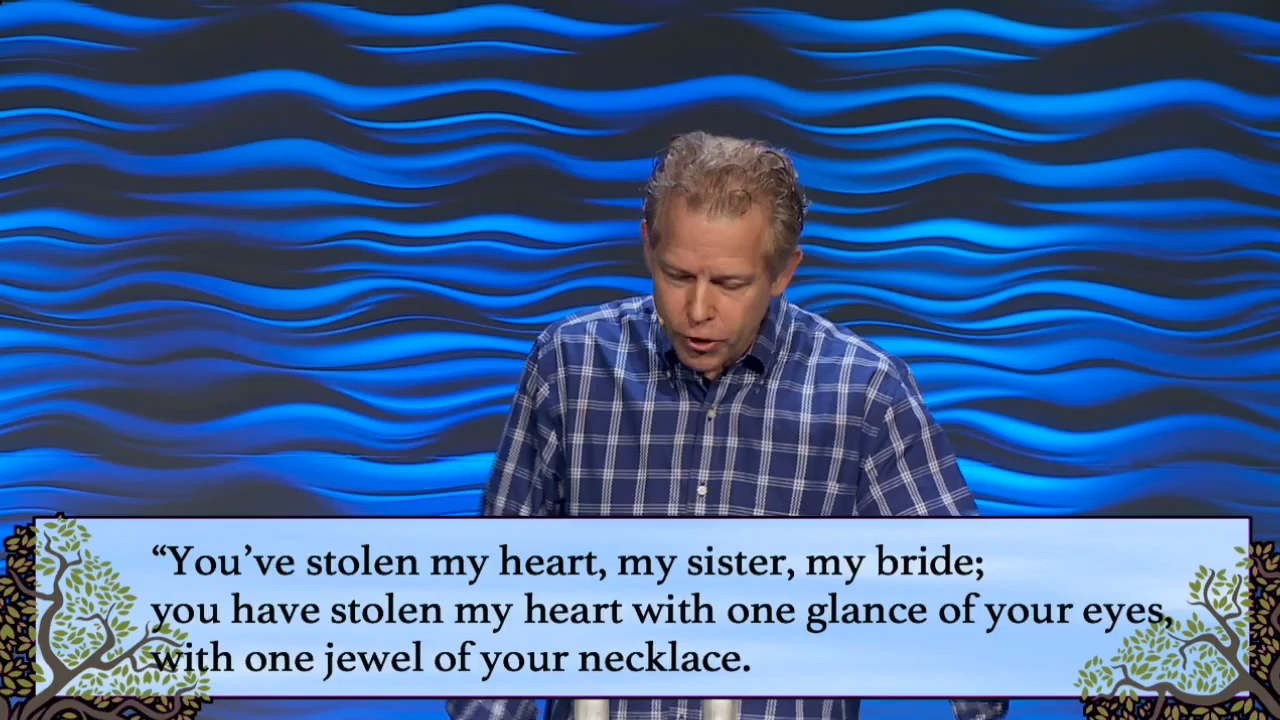 “You’ve stolen my heart, my sister, my bride;
you have stolen my heart with one glance of your eyes,
with one jewel of your necklace.